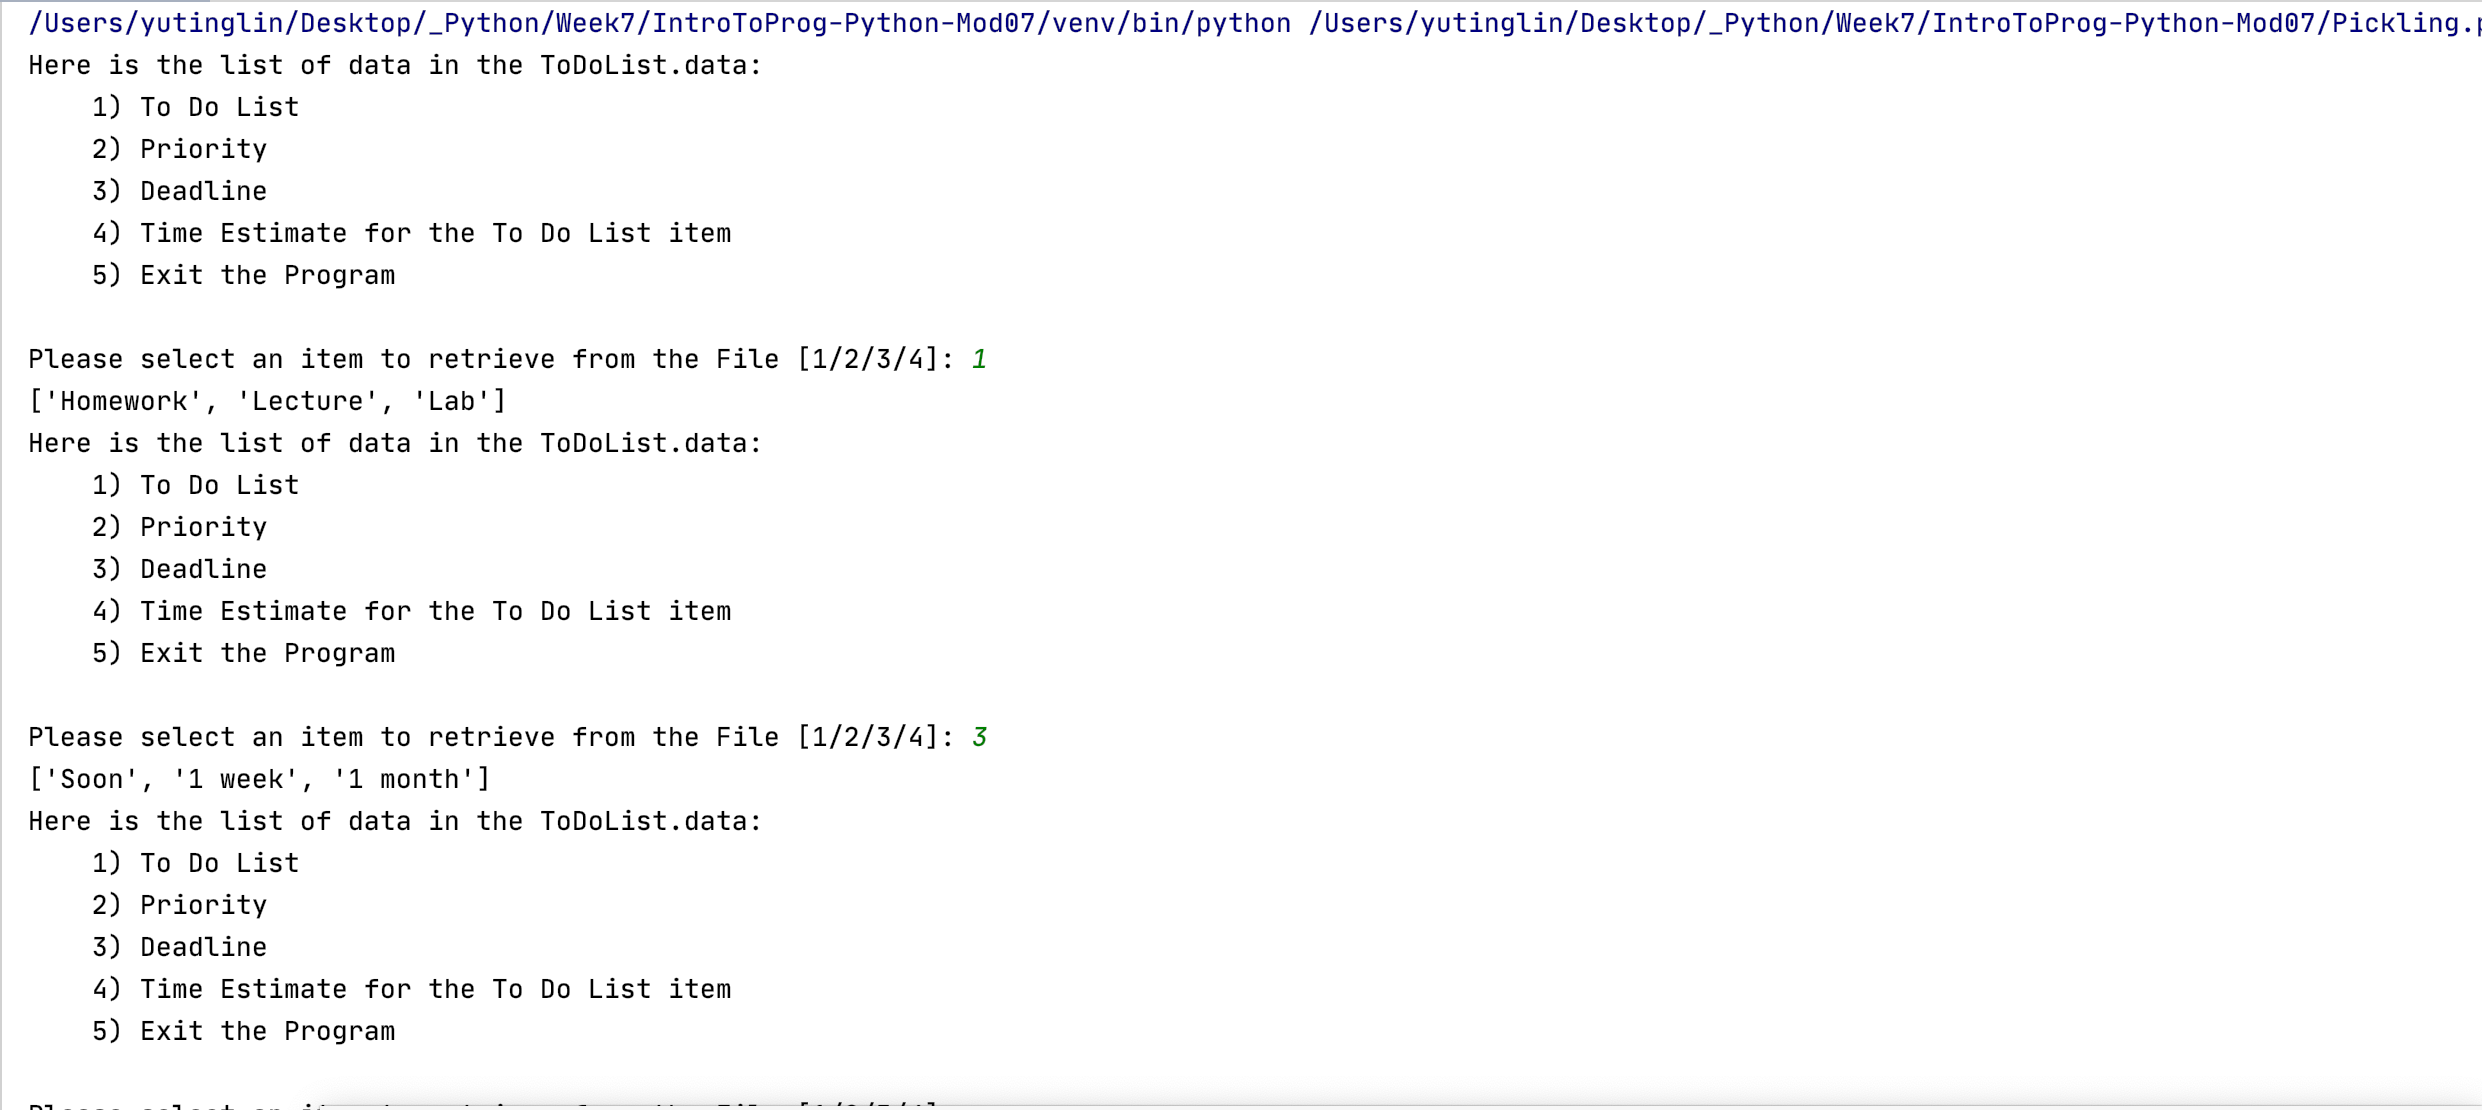 /Users/yutinglin/Desktop/_Python/Week7/IntroToProg-Python-Mod07/venv/bin/python /Users/yutinglin/Desktop/_Python/Week7/IntroToProg-Python-Mod07/Pickling.p
Here is the list of data in the ToDoList.data:
1) To Do List
2) Priority
3) Deadline
4) Time Estimate for the To Do List item
5) Exit the Program
Please select an item to retrieve from the File [1/2/3/4]: 1
['Homework', 'Lecture', 'Lab']
Here is the list of data in the ToDoList.data:
1) To Do List
2) Priority
3) Deadline
4) Time Estimate for the To Do List item
5) Exit the Program
Please select an item to retrieve from the File [1/2/3/4]: 3
['Soon', '1 week', '1 month']
Here is the list of data in the ToDoList.data:
1) To Do List
2) Priority
3) Deadline
4) Time Estimate for the To Do List item
5) Exit the Program